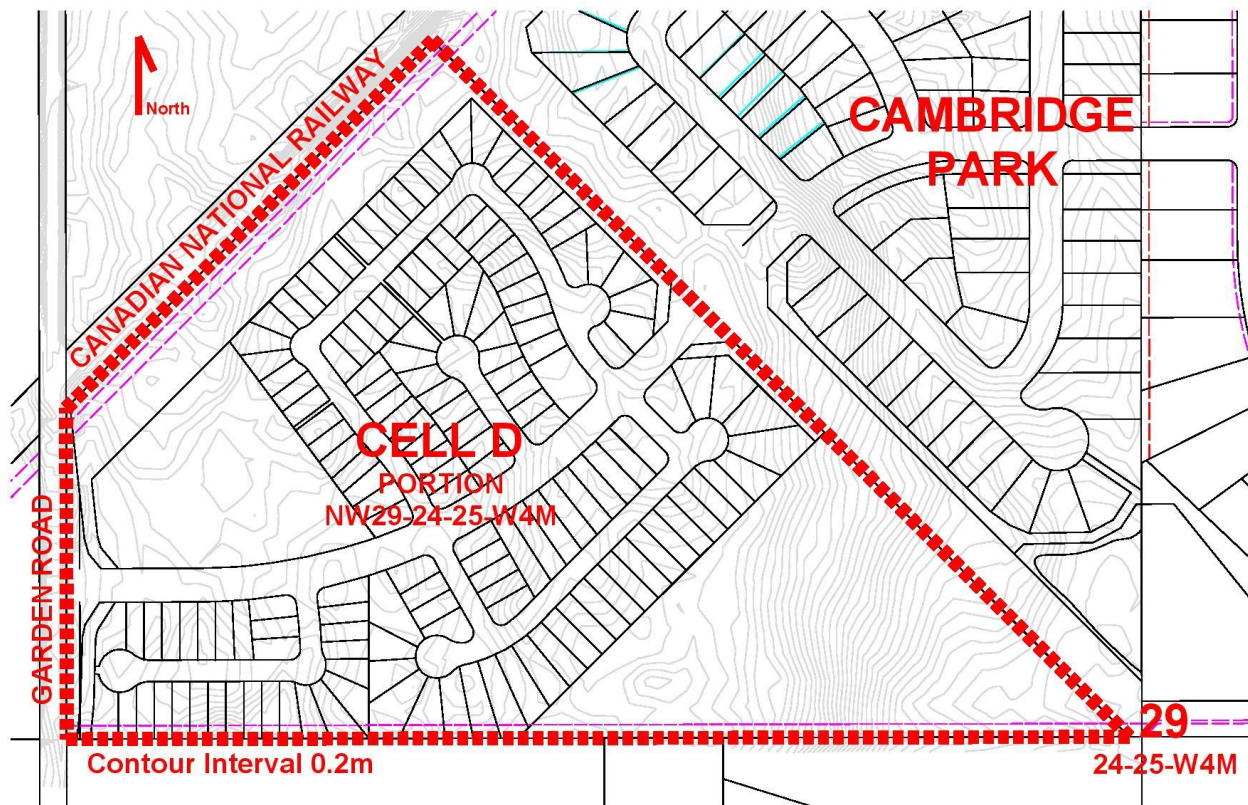 North
CANADIAN NATIONAL RAILWAY
CAMBRIDGE
PARK
CELL D
PORTION
NW29-24-25-W4M
GARDEN ROAD
29
Contour Interval 0.2m
24-25-W4M